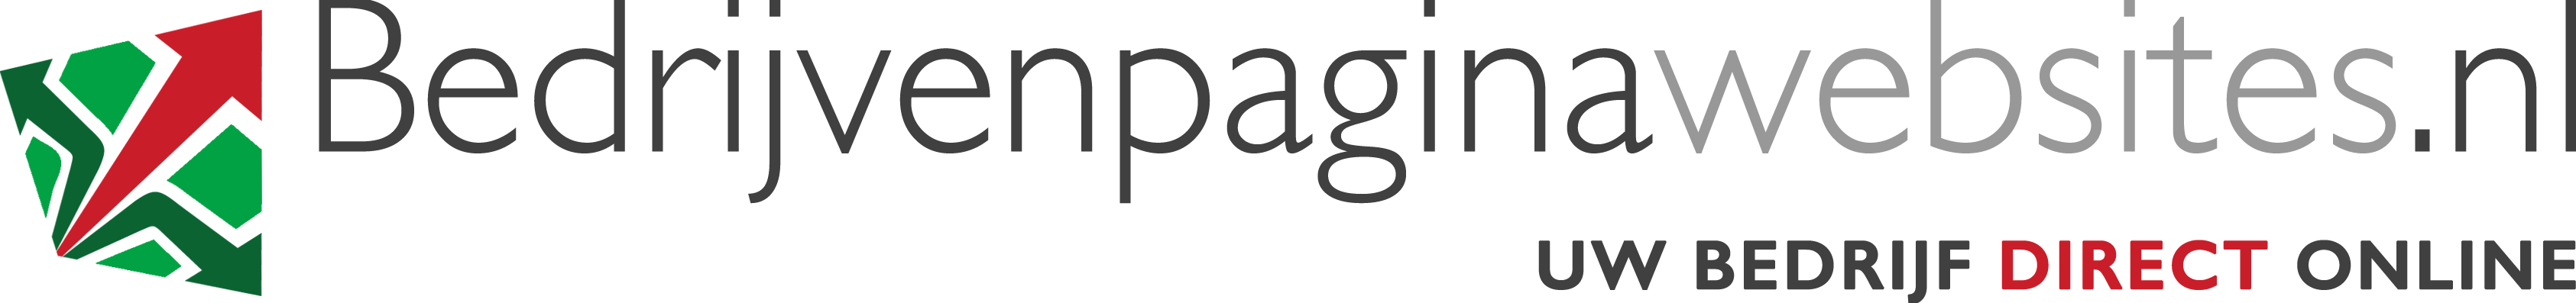 Bedrijvenpaginawebsites.nl
UW BEDRIJF DIRECT ONLINE